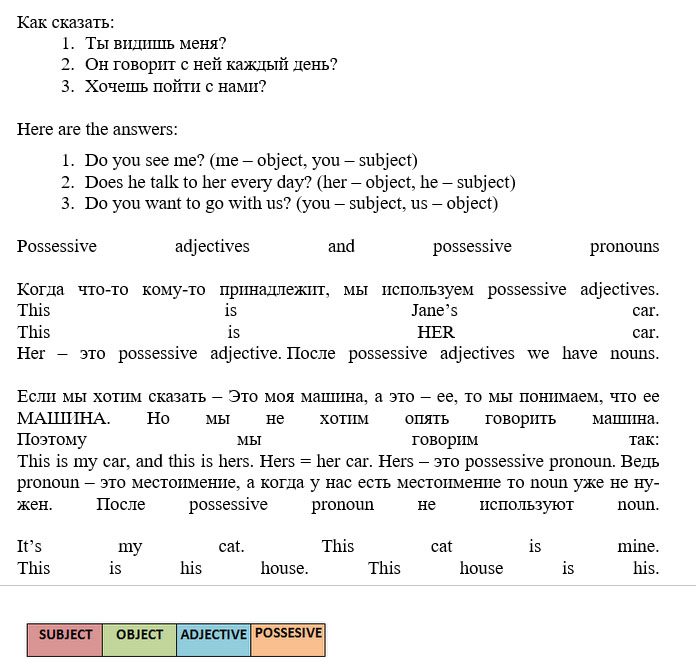 Как сказать:
1. Ты видишь меня?
2. Он говорит с ней каждый день?
3. Хочешь пойти с нами?
Here are the answers:
1. Do you see me? (me – object, you – subject)
2. Does he talk to her every day? (her – object, he – subject)
3. Do you want to go with us? (you – subject, us – object)
Possessive adjectives and possessive pronouns
Когда что-то кому-то принадлежит, мы используем possessive adjectives.
This is Jane’s car.
This is HER car.
Her – это possessive adjective. После possessive adjectives we have nouns.
Если мы хотим сказать – Это моя машина, а это – ее, то мы понимаем, что ее
МАШИНА. Но мы не хотим опять говорить машина.
Поэтому мы говорим так:
This is my car, and this is hers. Hers = her car. Hers – это possessive pronoun. Ведь
pronoun – это местоимение, а когда у нас есть местоимение то noun уже не ну-
жен. После possessive pronoun не используют noun.
It’s my cat. This cat is mine.
This is his house. This house is his.
SUBJECT OBJECT ADJECTIVE POSSESIVE